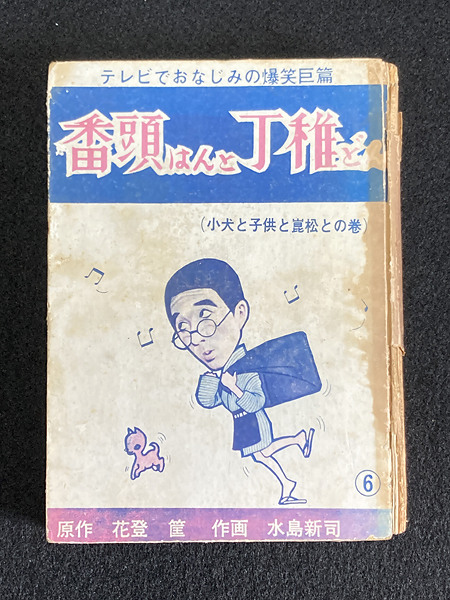 テレビでおなじみの爆笑巨篇
番頭はんと丁稚ど
(小犬と子供と崑松との巻)
⑥
原作 花登 筐 作画 水島新司